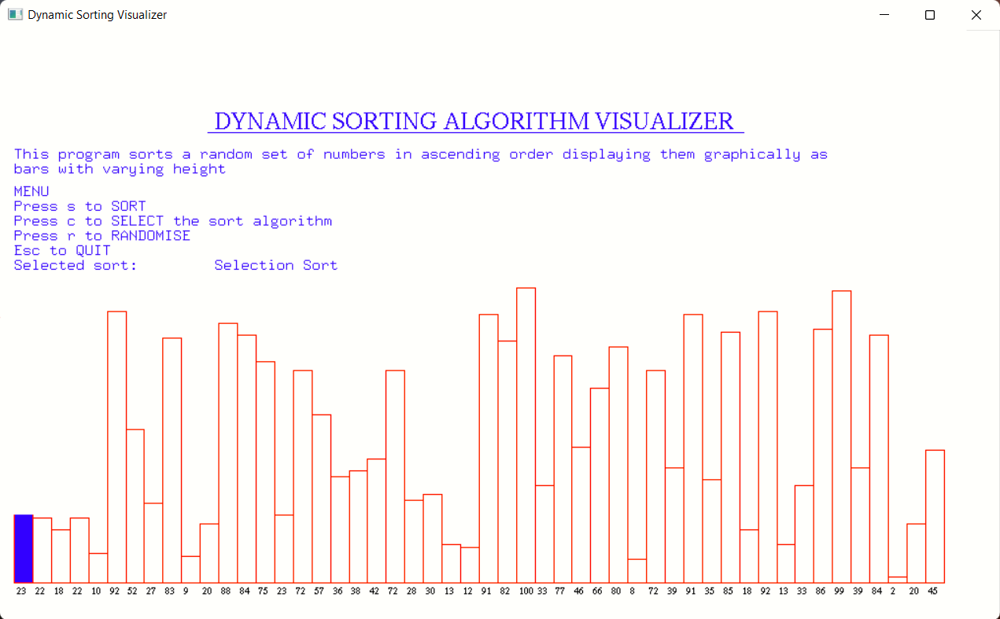 Dynamic Sorting Visualizer
DYNAMIC SORTING ALGORITHM VISUALIZER
This program sorts a random set of numbers in ascending order displaying them graphically as
bars with varying height
MENU
Press s to SORT
Press c to SELECT the sort algorithm
Press r to RANDOMISE
Esc to QUIT
Selected sort: Selection Sort
23 22 18 22 10 92 52 27 83 9 20 88 84 75 23 72 57 36 38 42 72 28 30 13 12 91 82 100 33 77 46 66 80 8 72 39 91 35 85 18 92 13 33 86 99 39 84 2 20 45